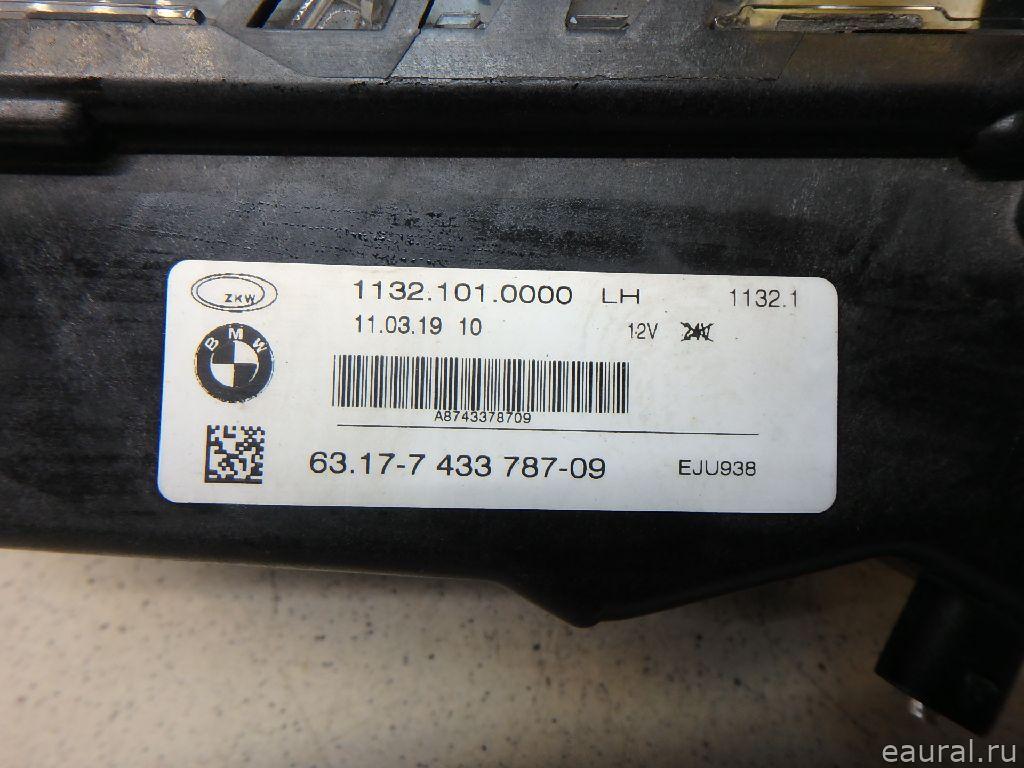 ZKW
1132.101.0000 LH 1132.1
11.03.19 10 12V 24V
BMW
A8743378709
63.17-7 433 787-09 EJU938
eaural.ru